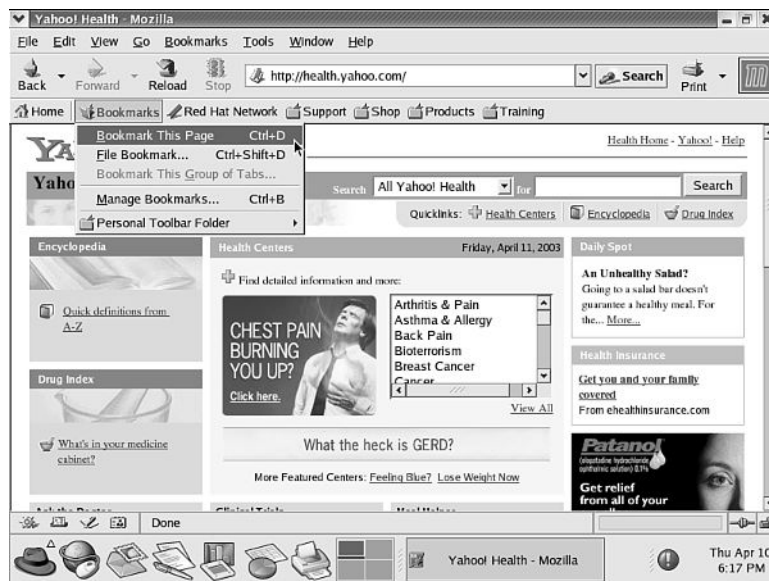 Yahoo! Health - Mozilla
File Edit View Go Bookmarks Tools Window Help
Back Forward Reload Stop http://health.yahoo.com/ Search Print
Home Bookmarks Red Hat Network Support Shop Products Training
Bookmark This Page Ctrl+D
File Bookmark... Ctrl+Shift+D
Bookmark This Group of Tabs...
Manage Bookmarks... Ctrl+B
Personal Toolbar Folder
Health Home - Yahoo! - Help
Yaho
Search All Yahoo! Health for Search
Quicklinks: Health Centers Encyclopedia Drug Index
Encyclopedia
Quick definitions from
A-Z
Drug Index
What's in your medicine
cabinet?
Health Centers Friday, April 11, 2003
Find detailed information and more:
CHEST PAIN
BURNING
YOU UP?
Click here.
Arthritis & Pain
Asthma & Allergy
Back Pain
Bioterrorism
Breast Cancer
Cancer
View All
What the heck is GERD?
More Featured Centers: Feeling Blue? Lose Weight Now
Daily Spot
An Unhealthy Salad?
Going to a salad bar doesn't
guarantee a healthy meal. For
the... More...
Health Insurance
Get you and your family
covered
From ehealthinsurance.com
Patanol
(olopatadine hydrochloride
ophthalmic solution) 0.1%
Get relief
from all of your
Done
Yahoo! Health - Mozilla
Thu Apr 10
6:17 PM